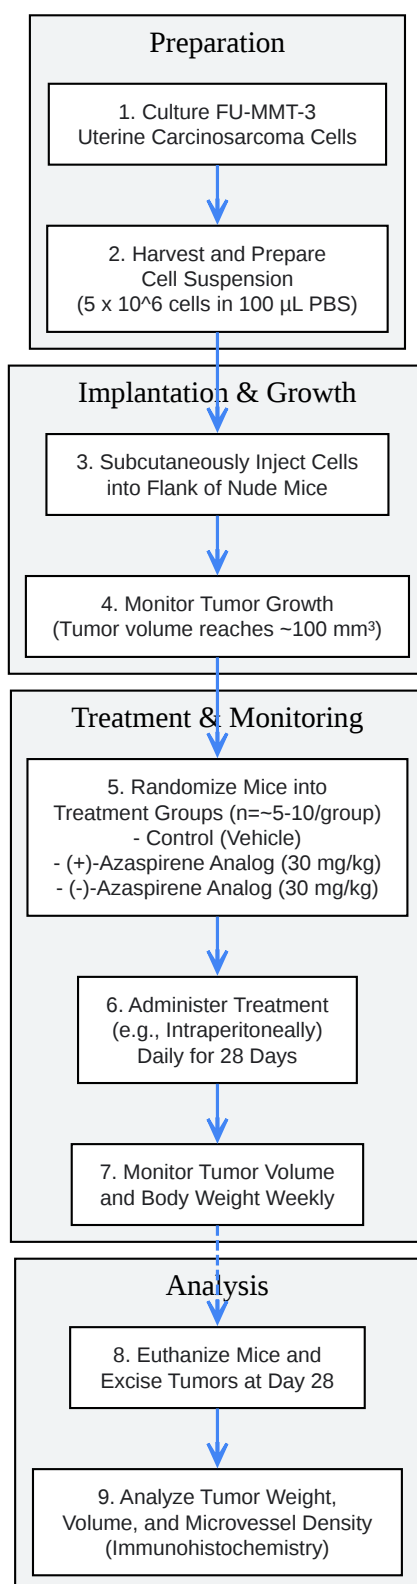 Preparation
1. Culture FU-MMT-3
Uterine Carcinosarcoma Cells
2. Harvest and Prepare
Cell Suspension
(5 x 10^6 cells in 100 µL PBS)
Implantation & Growth
3. Subcutaneously Inject Cells
into Flank of Nude Mice
4. Monitor Tumor Growth
(Tumor volume reaches ~100 mm³)
Treatment & Monitoring
5. Randomize Mice into
Treatment Groups (n=~5-10/group)
- Control (Vehicle)
- (+)-Azaspirene Analog (30 mg/kg)
- (-)-Azaspirene Analog (30 mg/kg)
6. Administer Treatment
(e.g., Intraperitoneally)
Daily for 28 Days
7. Monitor Tumor Volume
and Body Weight Weekly
Analysis
8. Euthanize Mice and
Excise Tumors at Day 28
9. Analyze Tumor Weight,
Volume, and Microvessel Density
(Immunohistochemistry)